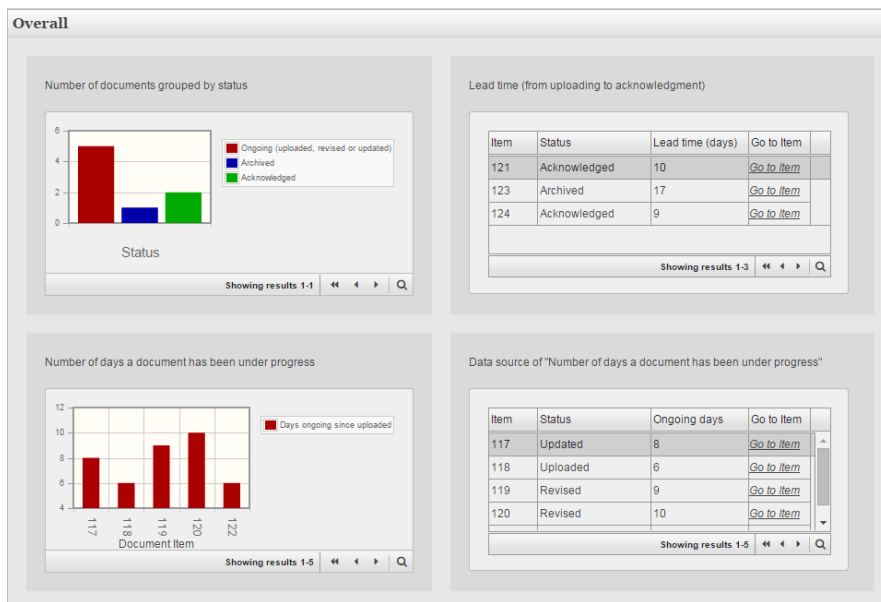 Overall
Number of documents grouped by status
6
4
2
0
Status
Ongoing (uploaded, revised or updated)
Archived
Acknowledged
Showing results 1-1
Lead time (from uploading to acknowledgment)
Item Status Lead time (days) Go to Item
121 Acknowledged 10 Go to Item
123 Archived 17 Go to Item
124 Acknowledged 9 Go to Item
Showing results 1-3
Number of days a document has been under progress
12
10
8
6
4
117 118 119 120 122
Document Item
Days ongoing since uploaded
Showing results 1-5
Data source of "Number of days a document has been under progress"
Item Status Ongoing days Go to Item
117 Updated 8 Go to Item
118 Uploaded 6 Go to Item
119 Revised 9 Go to Item
120 Revised 10 Go to Item
Showing results 1-5